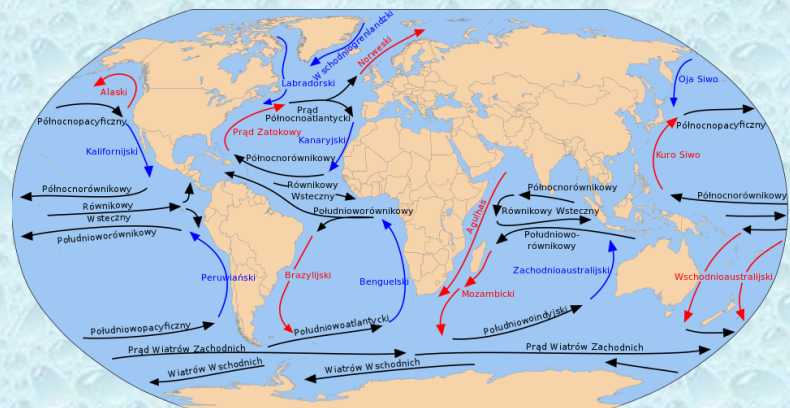 Wschodniogrenlandzki
Norweski
Labradorski
Alaski
Oja Siwo
Północnopacyficzny
Prąd
Północnoatlantycki
Prąd Zatokowy
Północnopacyficzny
Kalifornijski
Kanaryjski
Kuro Siwo
Północnorównikowy
Północnorównikowy
Równikowy
Wsteczny
Północnorównikowy
Północnorównikowy
Równikowy
Wsteczny
Południoworównikowy
Południoworównikowy
Agulhas
Równikowy Wsteczny
Południowo-
równikowy
Peruwiański
Brazylijski
Benguelski
Mozambicki
Zachodnioaustralijski
Wschodnioaustralijski
Południowopacyficzny
Południowoatlantycki
Południowoindyjski
Prąd Wiatrów Zachodnich
Prąd Wiatrów Zachodnich
Wiatrów Wschodnich
Wiatrów Wschodnich